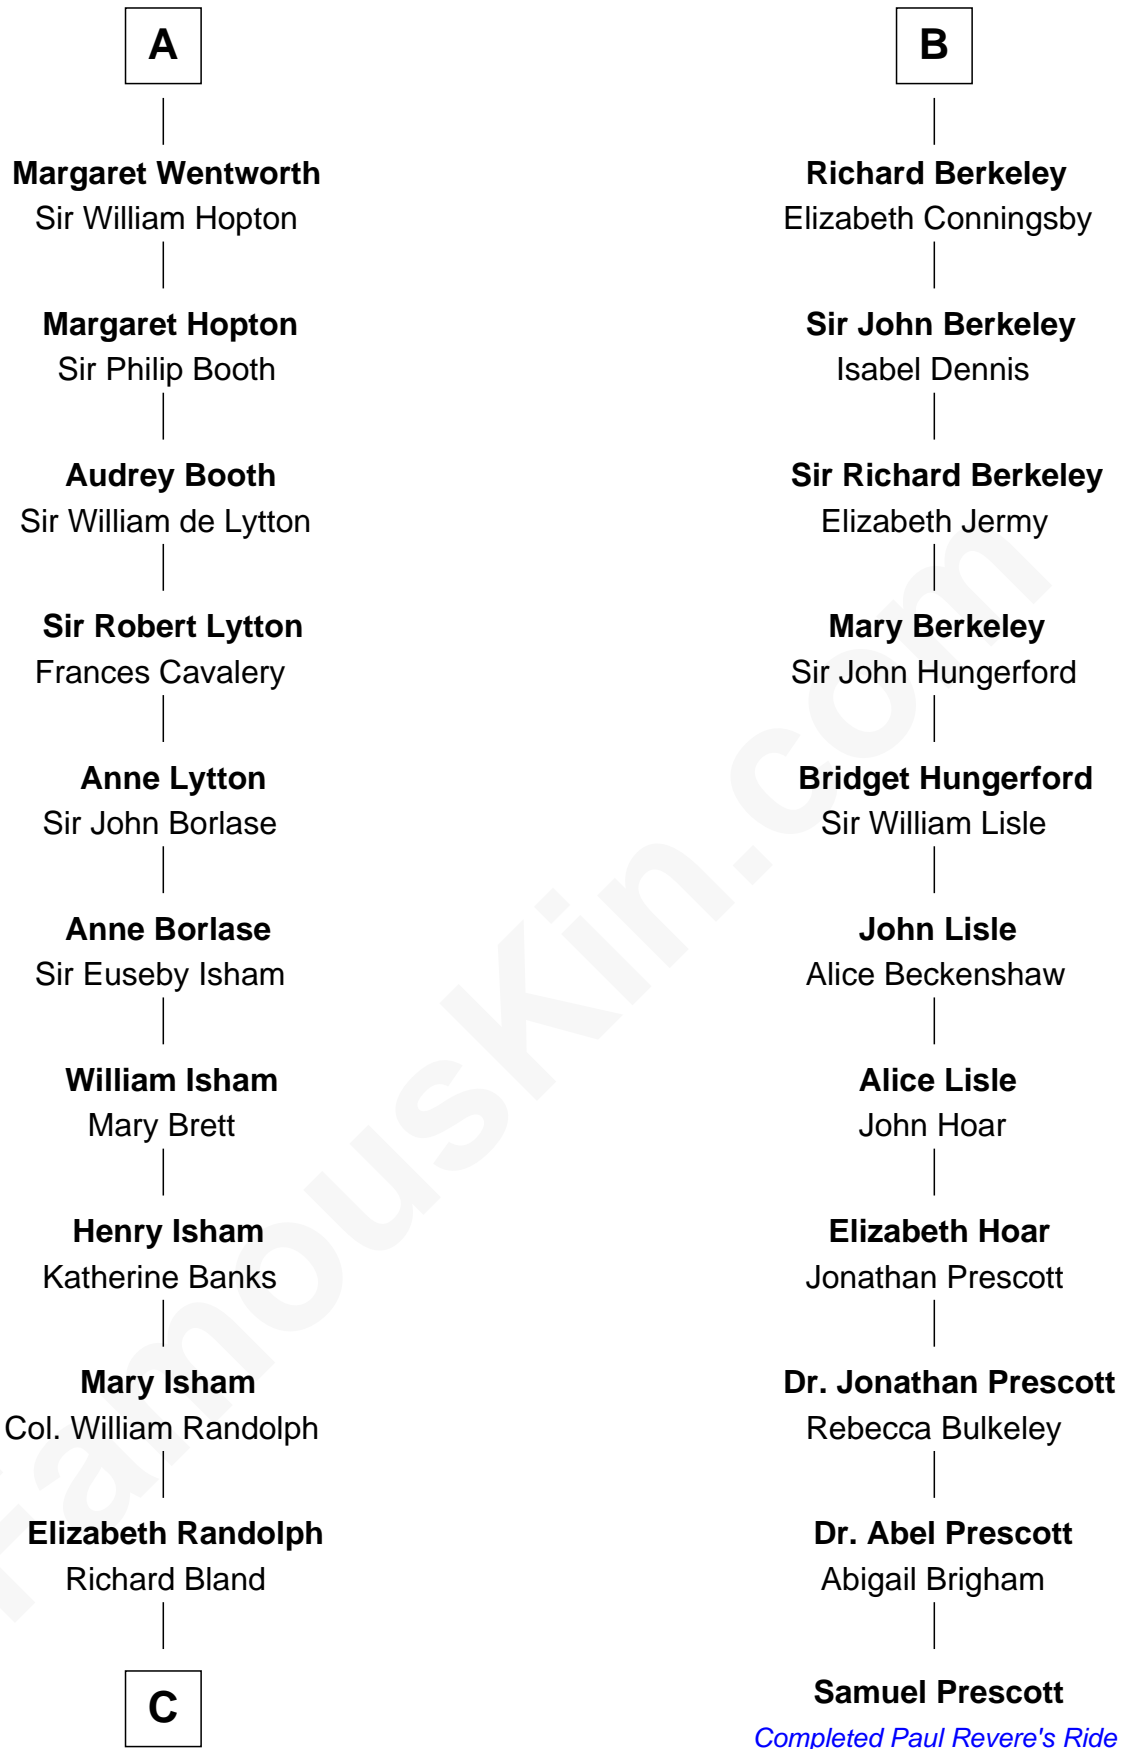 A
Margaret Wentworth
Sir William Hopton
Margaret Hopton
Sir Philip Booth
Audrey Booth
Sir William de Lytton
Sir Robert Lytton
Frances Cavalery
Anne Lytton
Sir John Borlase
Anne Borlase
Sir Euseby Isham
William Isham
Mary Brett
Henry Isham
Katherine Banks
Mary Isham
Col. William Randolph
Elizabeth Randolph
Richard Bland
C
B
Richard Berkeley
Elizabeth Conningsby
Sir John Berkeley
Isabel Dennis
Sir Richard Berkeley
Elizabeth Jermy
Mary Berkeley
Sir John Hungerford
Bridget Hungerford
Sir William Lisle
John Lisle
Alice Beckenshaw
Alice Lisle
John Hoar
Elizabeth Hoar
Jonathan Prescott
Dr. Jonathan Prescott
Rebecca Bulkeley
Dr. Abel Prescott
Abigail Brigham
Samuel Prescott
Completed Paul Revere's Ride
FamousKin.com